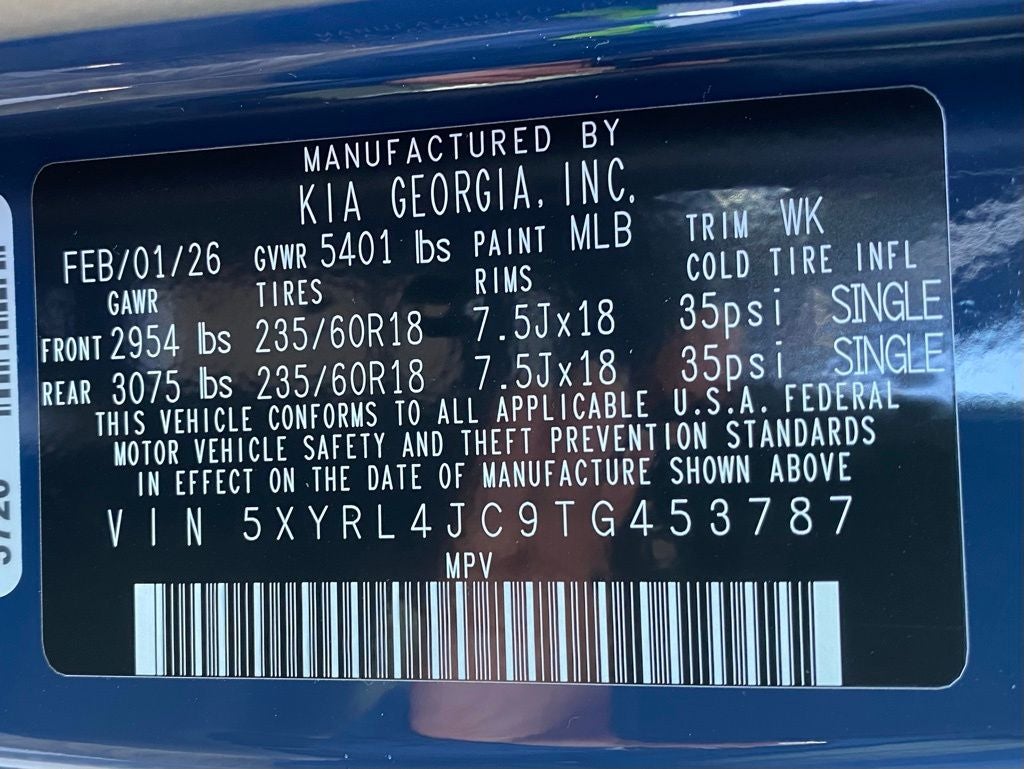 MANUFACTURED BY
KIA GEORGIA, INC.
FEB/01/26 GVWR 5401 lbs PAINT MLB TRIM WK
GAWR TIRES RIMS COLD TIRE INFL
FRONT 2954 lbs 235/60R18 7.5Jx18 35psi SINGLE
REAR 3075 lbs 235/60R18 7.5Jx18 35psi SINGLE
THIS VEHICLE CONFORMS TO ALL APPLICABLE U.S.A. FEDERAL
MOTOR VEHICLE SAFETY AND THEFT PREVENTION STANDARDS
IN EFFECT ON THE DATE OF MANUFACTURE SHOWN ABOVE
VIN 5XYRL4JC9TG453787
MPV